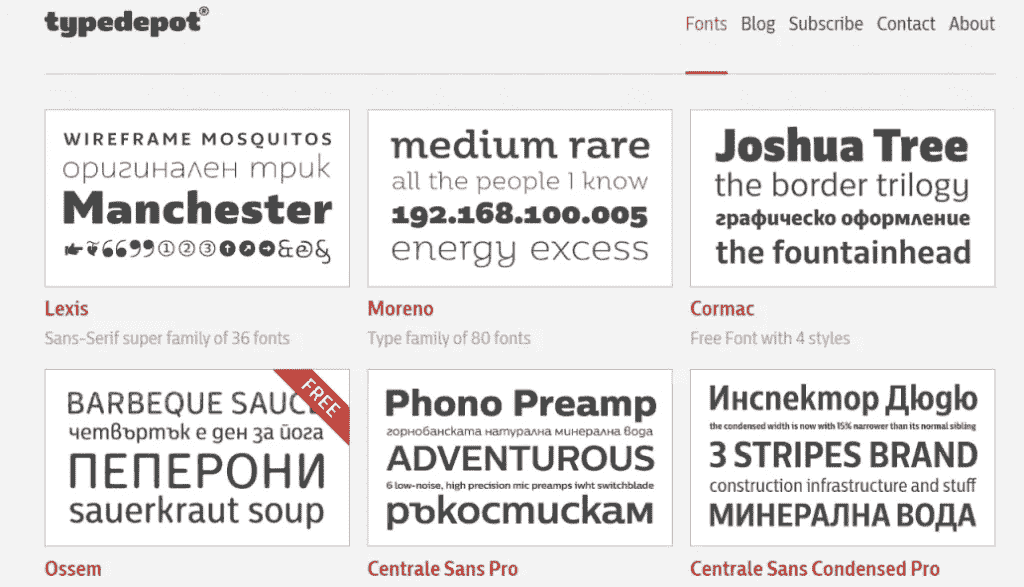 typedepot®
Fonts Blog Subscribe Contact About
WIREFRAME MOSQUITOS
оригинален трик
Manchester
☛❦❝❞①②③⬆⬈➡&@&
Lexis
Sans-Serif super family of 36 fonts
medium rare
all the people I know
192.168.100.005
energy excess
Moreno
Type family of 80 fonts
Joshua Tree
the border trilogy
графическо оформление
the fountainhead
Cormac
Free Font with 4 styles
BARBEQUE SAUCE
FREE
четвъртък е ден за йога
ПЕПЕРОНИ
sauerkraut soup
Ossem
Phono Preamp
горнобанската натурална минерална вода
ADVENTUROUS
6 low-noise, high precision mic preamps iwht switchblade
ръкостискам
Centrale Sans Pro
Инспектор Дюдю
the condensed width is now with 15% narrower than its normal sibling
3 STRIPES BRAND
construction infrastructure and stuff
МИНЕРАЛНА ВОДА
Centrale Sans Condensed Pro